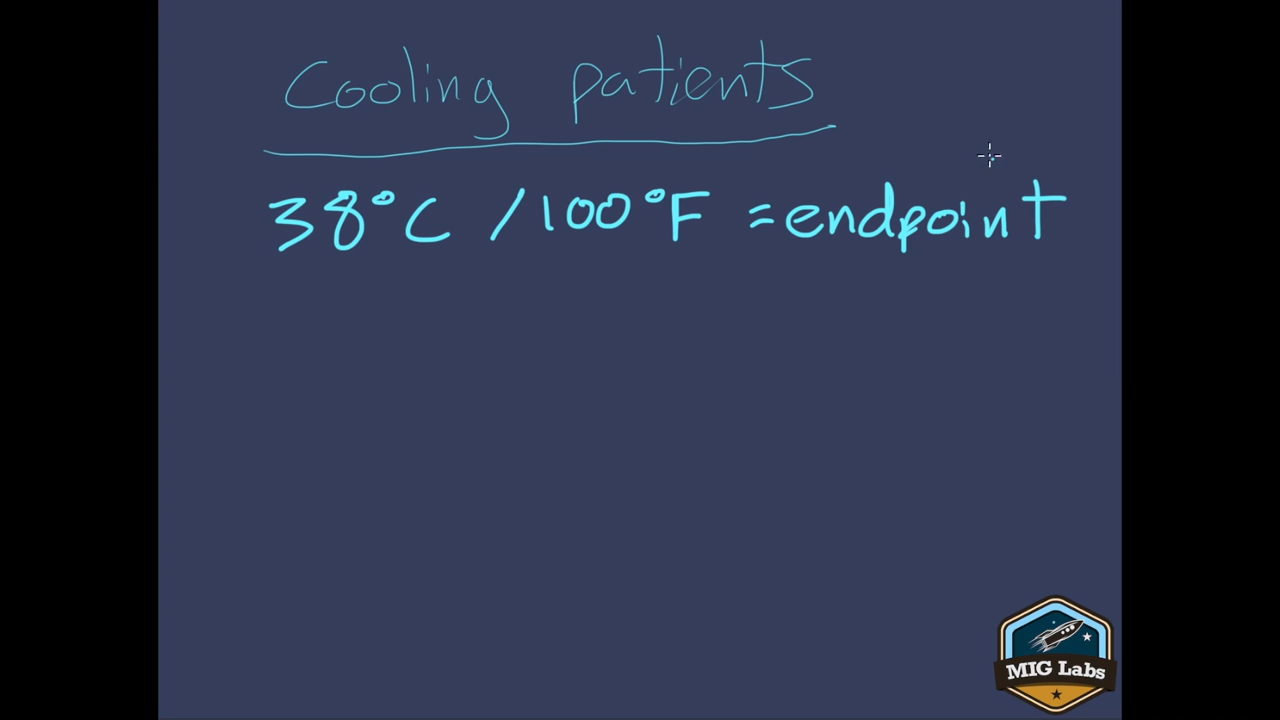 Cooling patients
38°C / 100°F = endpoint
MIG Labs